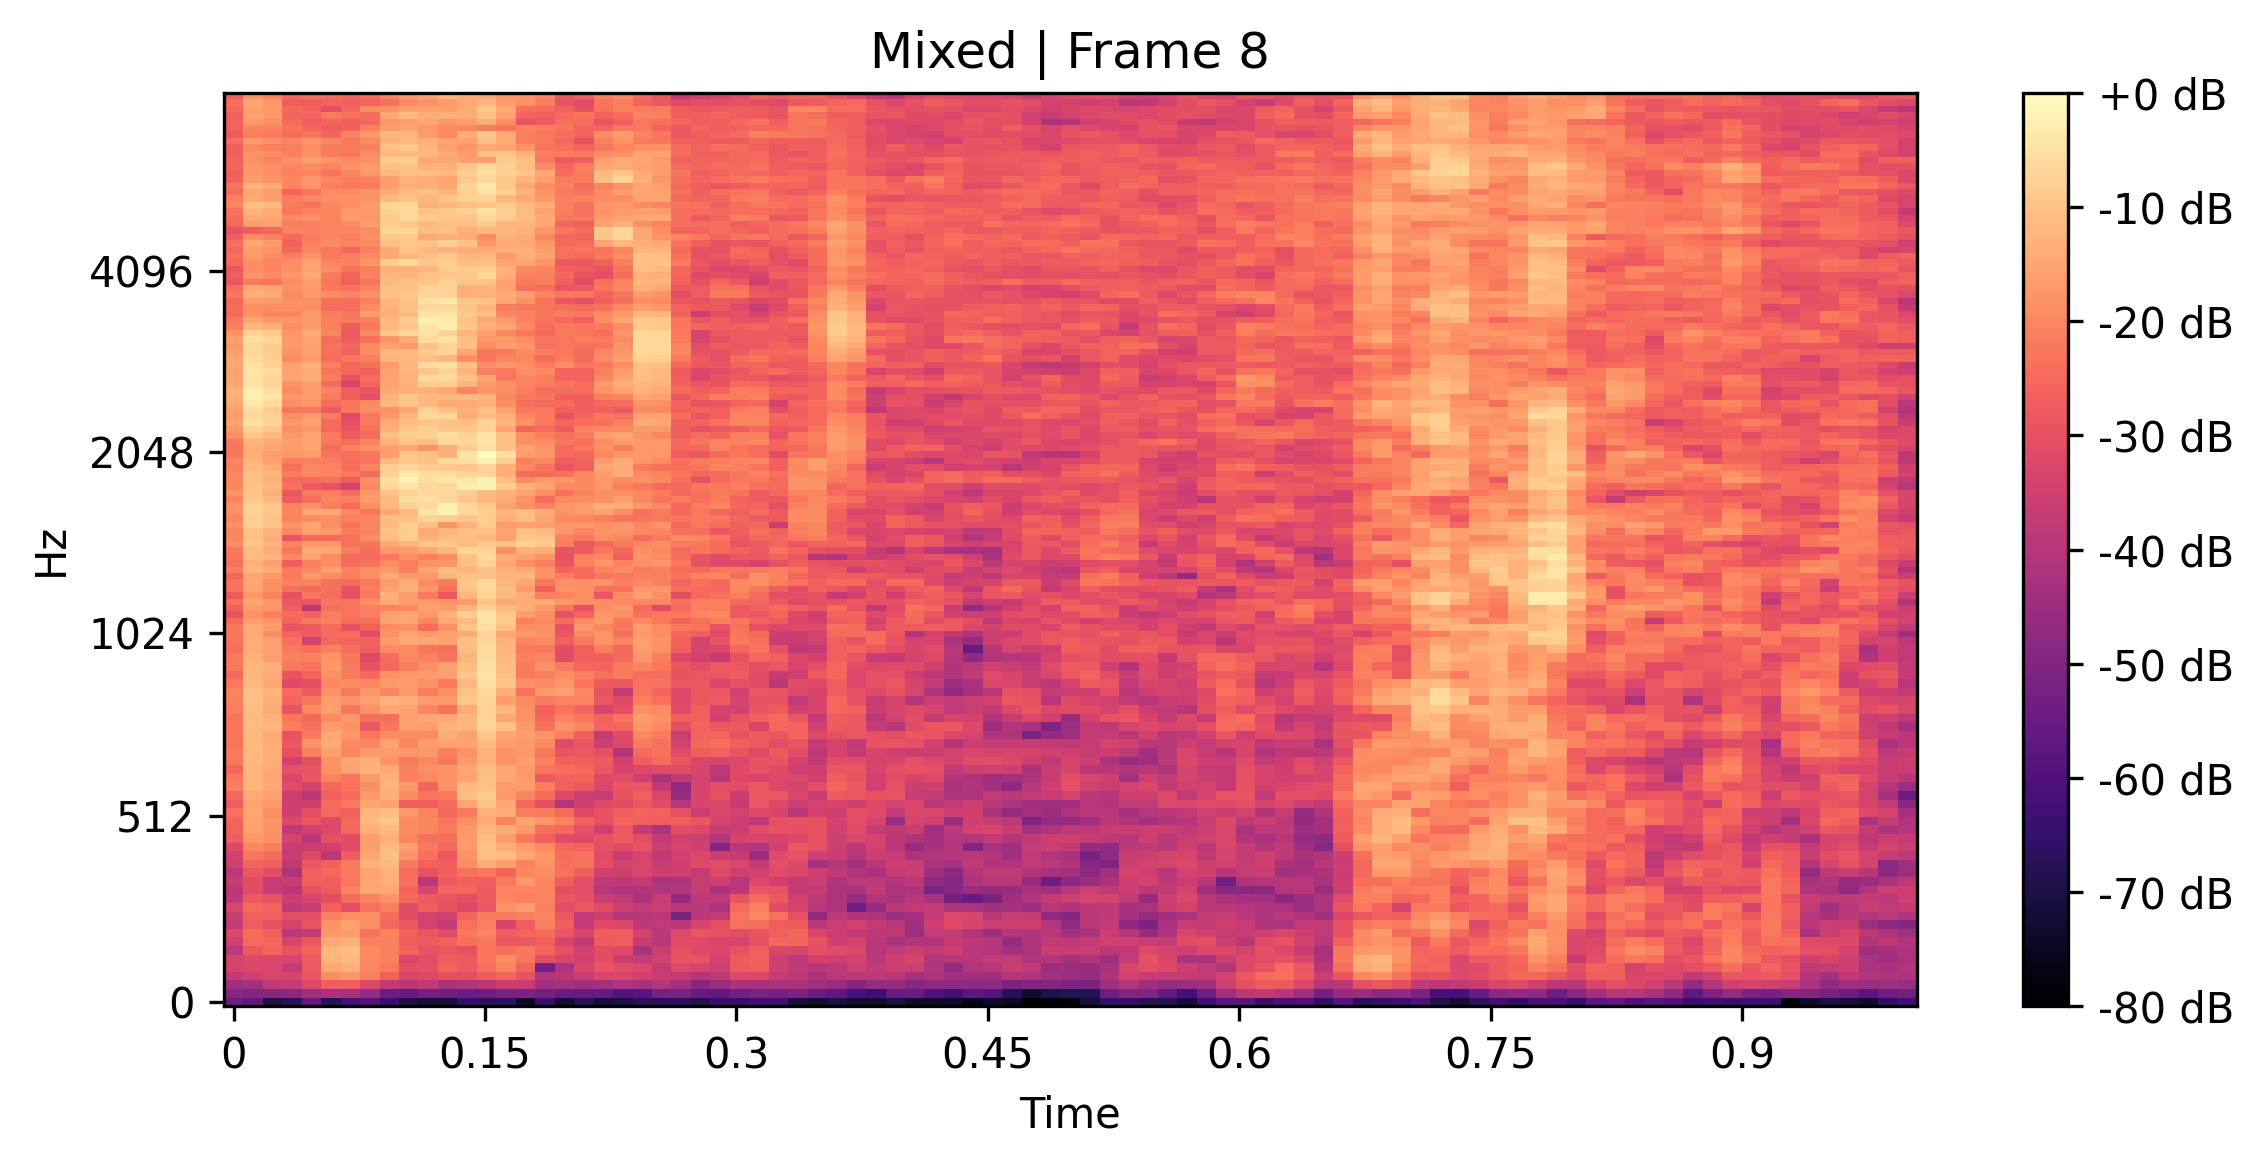 Mixed | Frame 8
Hz
4096
2048
1024
512
0
0 0.15 0.3 0.45 0.6 0.75 0.9
Time
+0 dB
-10 dB
-20 dB
-30 dB
-40 dB
-50 dB
-60 dB
-70 dB
-80 dB